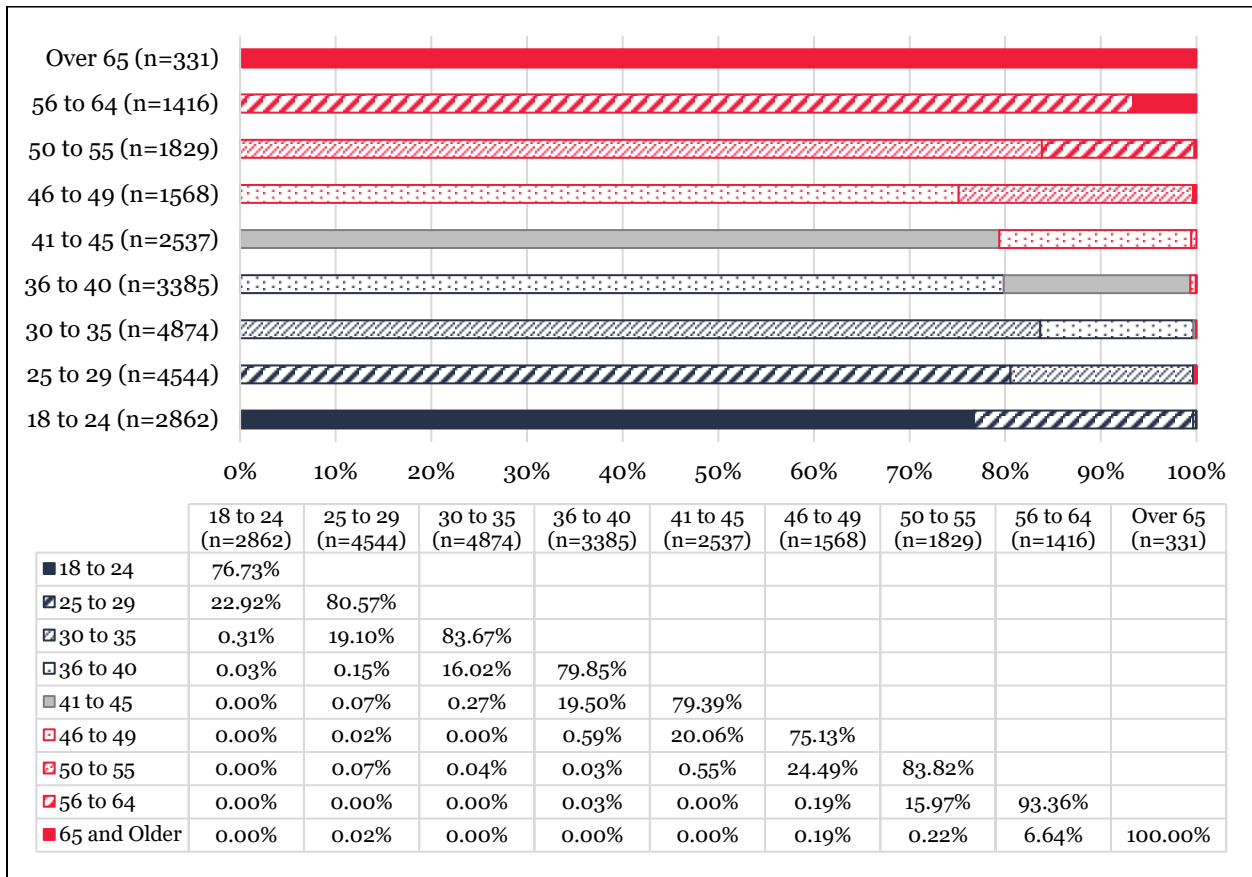 Over 65 (n=331)
56 to 64 (n=1416)
50 to 55 (n=1829)
46 to 49 (n=1568)
41 to 45 (n=2537)
36 to 40 (n=3385)
30 to 35 (n=4874)
25 to 29 (n=4544)
18 to 24 (n=2862)
0% 10% 20% 30% 40% 50% 60% 70% 80% 90% 100%
18 to 24 25 to 29 30 to 35 36 to 40 41 to 45 46 to 49 50 to 55 56 to 64 Over 65
(n=2862) (n=4544) (n=4874) (n=3385) (n=2537) (n=1568) (n=1829) (n=1416) (n=331)
18 to 24 76.73%
25 to 29 22.92% 80.57%
30 to 35 0.31% 19.10% 83.67%
36 to 40 0.03% 0.15% 16.02% 79.85%
41 to 45 0.00% 0.07% 0.27% 19.50% 79.39%
46 to 49 0.00% 0.02% 0.00% 0.59% 20.06% 75.13%
50 to 55 0.00% 0.07% 0.04% 0.03% 0.55% 24.49% 83.82%
56 to 64 0.00% 0.00% 0.00% 0.03% 0.00% 0.19% 15.97% 93.36%
65 and Older 0.00% 0.02% 0.00% 0.00% 0.00% 0.19% 0.22% 6.64% 100.00%